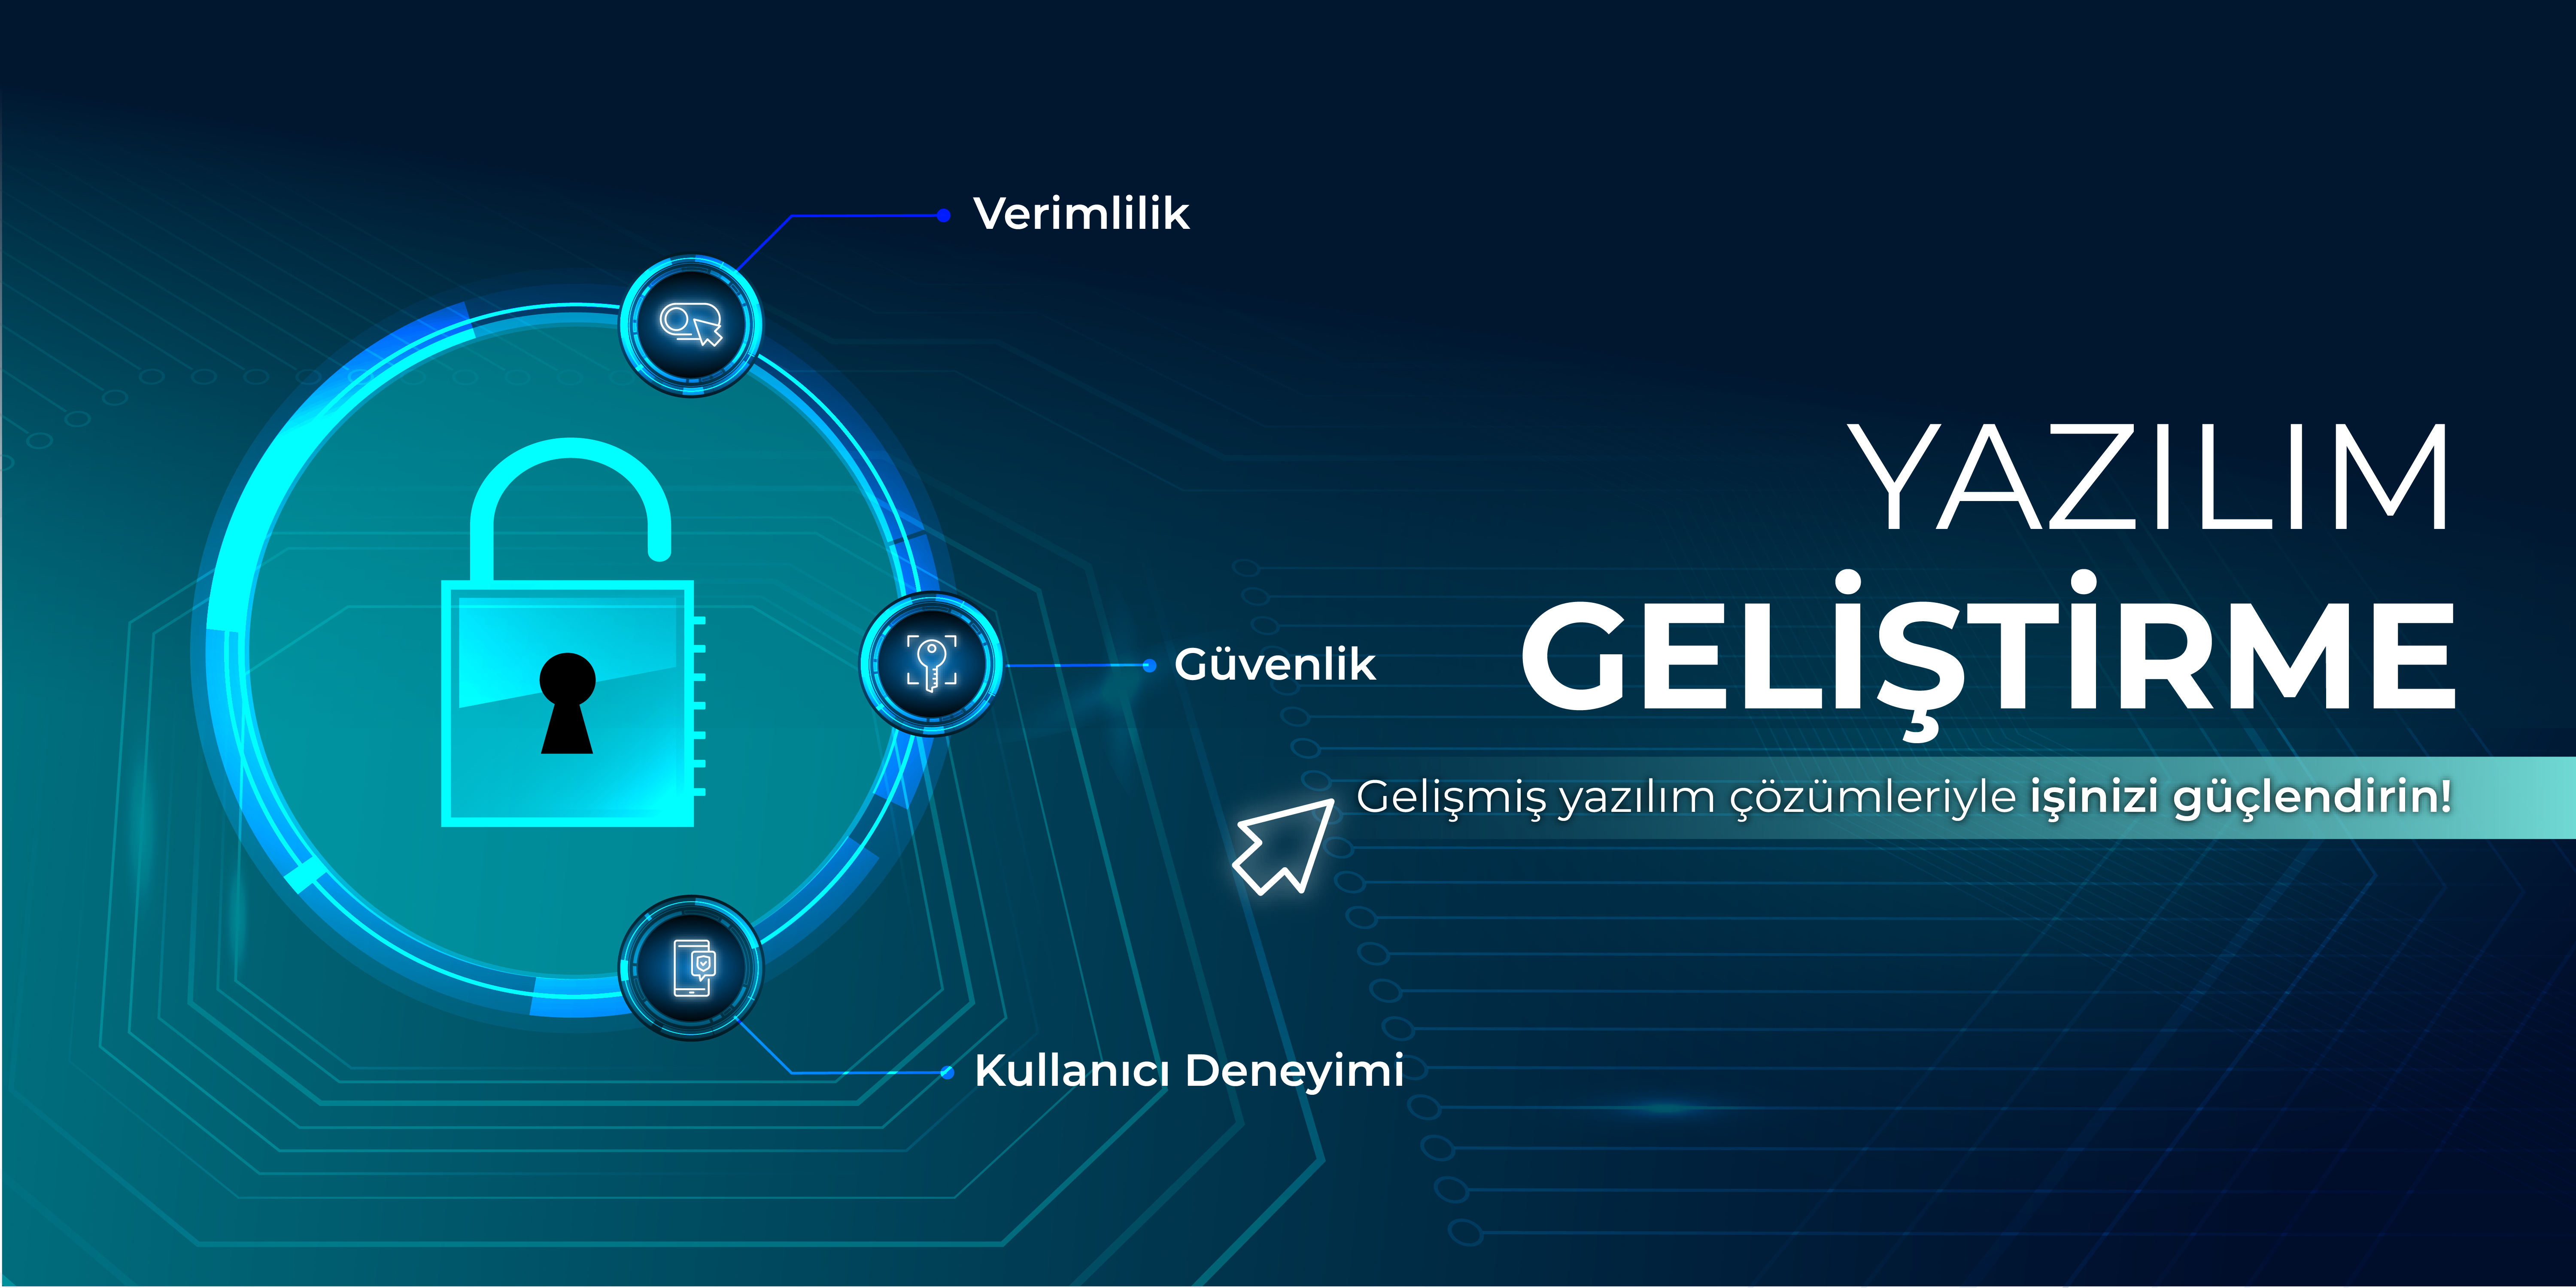 Verimlilik
Güvenlik
Kullanıcı Deneyimi
YAZILIM
GELİŞTİRME
Gelişmiş yazılım çözümleriyle işinizi güçlendirin!